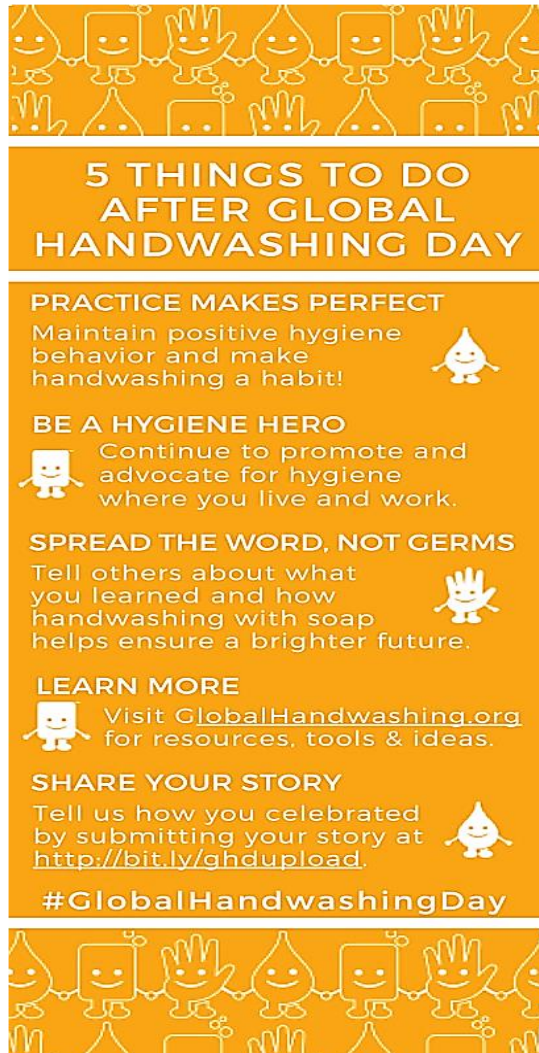 5 THINGS TO DO
AFTER GLOBAL
HANDWASHING DAY
PRACTICE MAKES PERFECT
Maintain positive hygiene
behavior and make
handwashing a habit!
BE A HYGIENE HERO
Continue to promote and
advocate for hygiene
where you live and work.
SPREAD THE WORD, NOT GERMS
Tell others about what
you learned and how
handwashing with soap
helps ensure a brighter future.
LEARN MORE
Visit GlobalHandwashing.org
for resources, tools & ideas.
SHARE YOUR STORY
Tell us how you celebrated
by submitting your story at
http://bit.ly/ghdupload.
#GlobalHandwashingDay